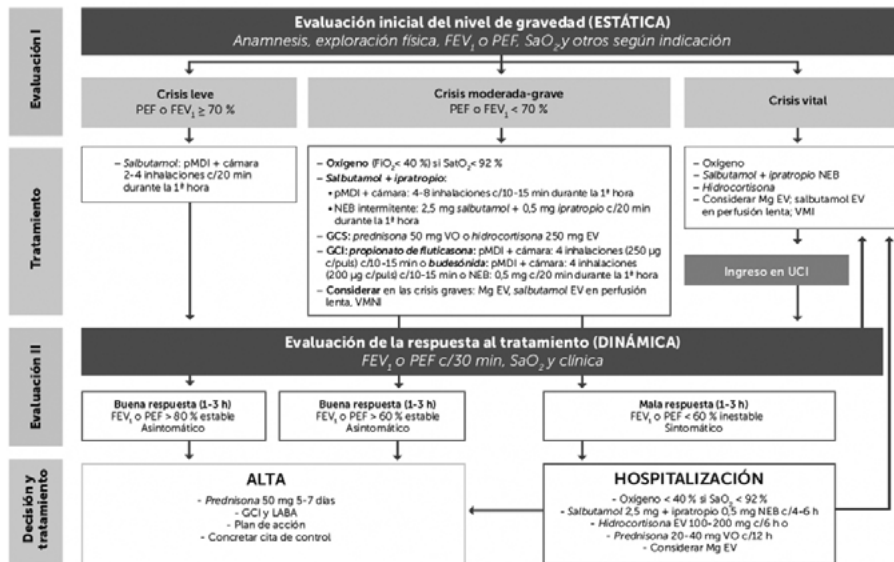 Evaluación I
Evaluación inicial del nivel de gravedad (ESTÁTICA)
Anamnesis, exploración física, FEV₁ o PEF, SaO₂ y otros según indicación
Crisis leve
PEF o FEV₁ ≥ 70 %
Crisis moderada-grave
PEF o FEV₁ < 70 %
Crisis vital
Tratamiento
– Salbutamol: pMDI + cámara
2-4 inhalaciones c/20 min
durante la 1ª hora
– Oxígeno (FiO₂< 40 %) si SatO₂< 92 %
– Salbutamol + ipratropio:
• pMDI + cámara: 4-8 inhalaciones c/10-15 min durante la 1ª hora
• NEB intermitente: 2,5 mg salbutamol + 0,5 mg ipratropio c/20 min
durante la 1ª hora
– GCS: prednisona 50 mg VO o hidrocortisona 250 mg EV
– GCI: propionato de fluticasona: pMDI + cámara: 4 inhalaciones (250 µg
c/puls) c/10-15 min o budesónida: pMDI + cámara: 4 inhalaciones
(200 µg c/puls) c/10-15 min o NEB: 0,5 mg c/20 min durante la 1ª hora
– Considerar en las crisis graves: Mg EV, salbutamol EV en perfusión
lenta, VMNI
– Oxígeno
– Salbutamol + ipratropio NEB
– Hidrocortisona
– Considerar Mg EV; salbutamol EV
en perfusión lenta; VMI
Ingreso en UCI
Evaluación II
Evaluación de la respuesta al tratamiento (DINÁMICA)
FEV₁ o PEF c/30 min, SaO₂ y clínica
Buena respuesta (1-3 h)
FEV₁ o PEF > 80 % estable
Asintomático
Buena respuesta (1-3 h)
FEV₁ o PEF > 60 % estable
Asintomático
Mala respuesta (1-3 h)
FEV₁ o PEF < 60 % inestable
Sintomático
Decisión y
tratamiento
ALTA
- Prednisona 50 mg 5-7 días
- GCI y LABA
- Plan de acción
- Concretar cita de control
HOSPITALIZACIÓN
- Oxígeno < 40 % si SaO₂ < 92 %
- Salbutamol 2,5 mg + ipratropio 0,5 mg NEB c/4-6 h
- Hidrocortisona EV 100-200 mg c/6 h o
- Prednisona 20-40 mg VO c/12 h
- Considerar Mg EV